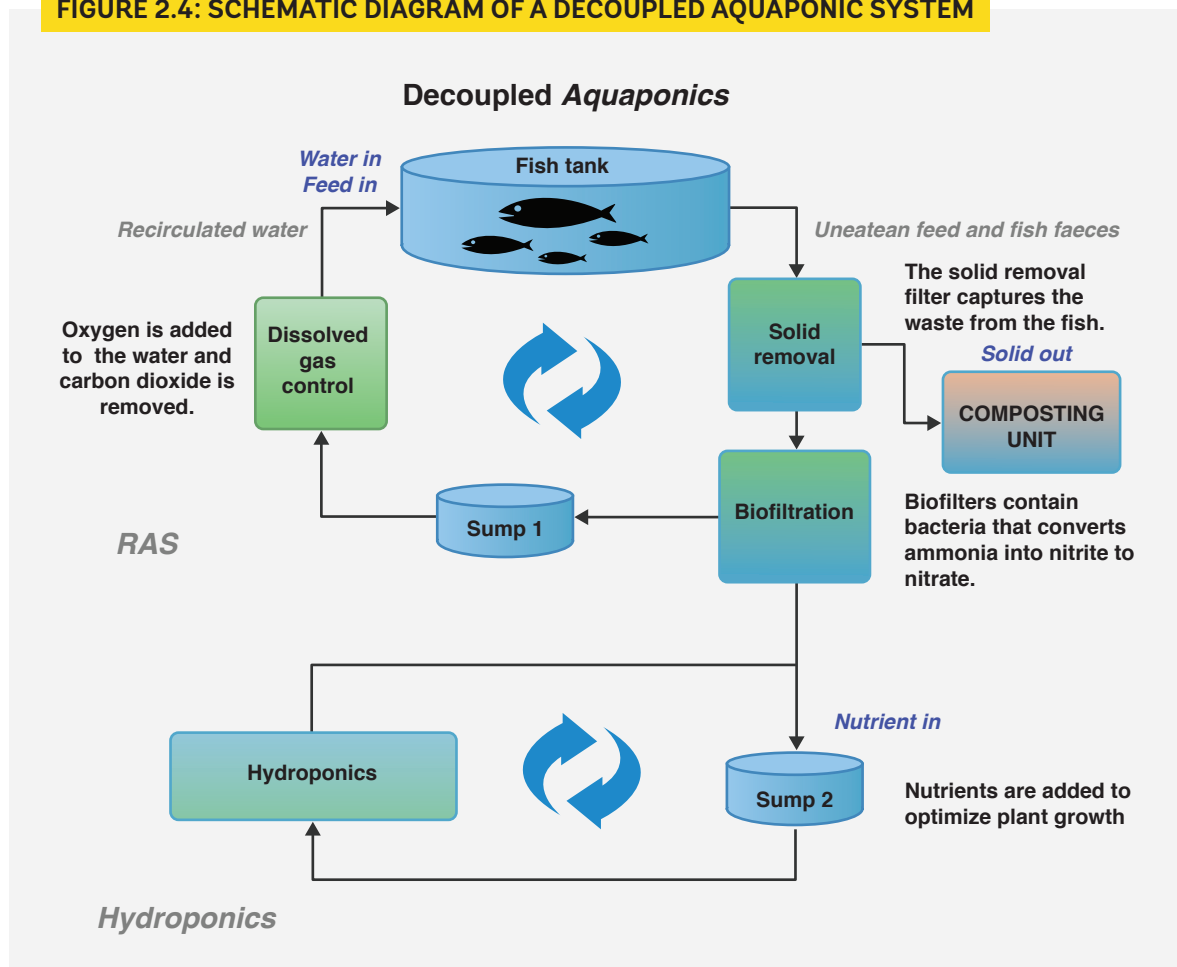 FIGURE 2.4: SCHEMATIC DIAGRAM OF A DECOUPLED AQUAPONIC SYSTEM
Decoupled Aquaponics
Water in
Feed in
Fish tank
Recirculated water
Uneatean feed and fish faeces
The solid removal
filter captures the
waste from the fish.
Solid out
Oxygen is added
to the water and
carbon dioxide is
removed.
Dissolved
gas
control
Solid
removal
COMPOSTING
UNIT
Sump 1
Biofiltration
Biofilters contain
bacteria that converts
ammonia into nitrite to
nitrate.
RAS
Nutrient in
Hydroponics
Sump 2
Nutrients are added to
optimize plant growth
Hydroponics